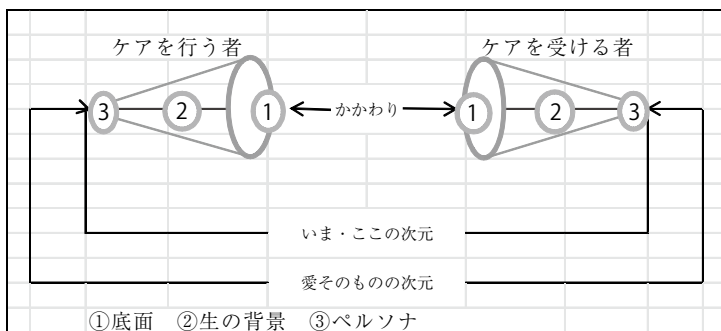 ケアを行う者 ケアを受ける者
3 2 1 かかわり 1 2 3
いま・ここの次元
愛そのものの次元
①底面 ②生の背景 ③ペルソナ